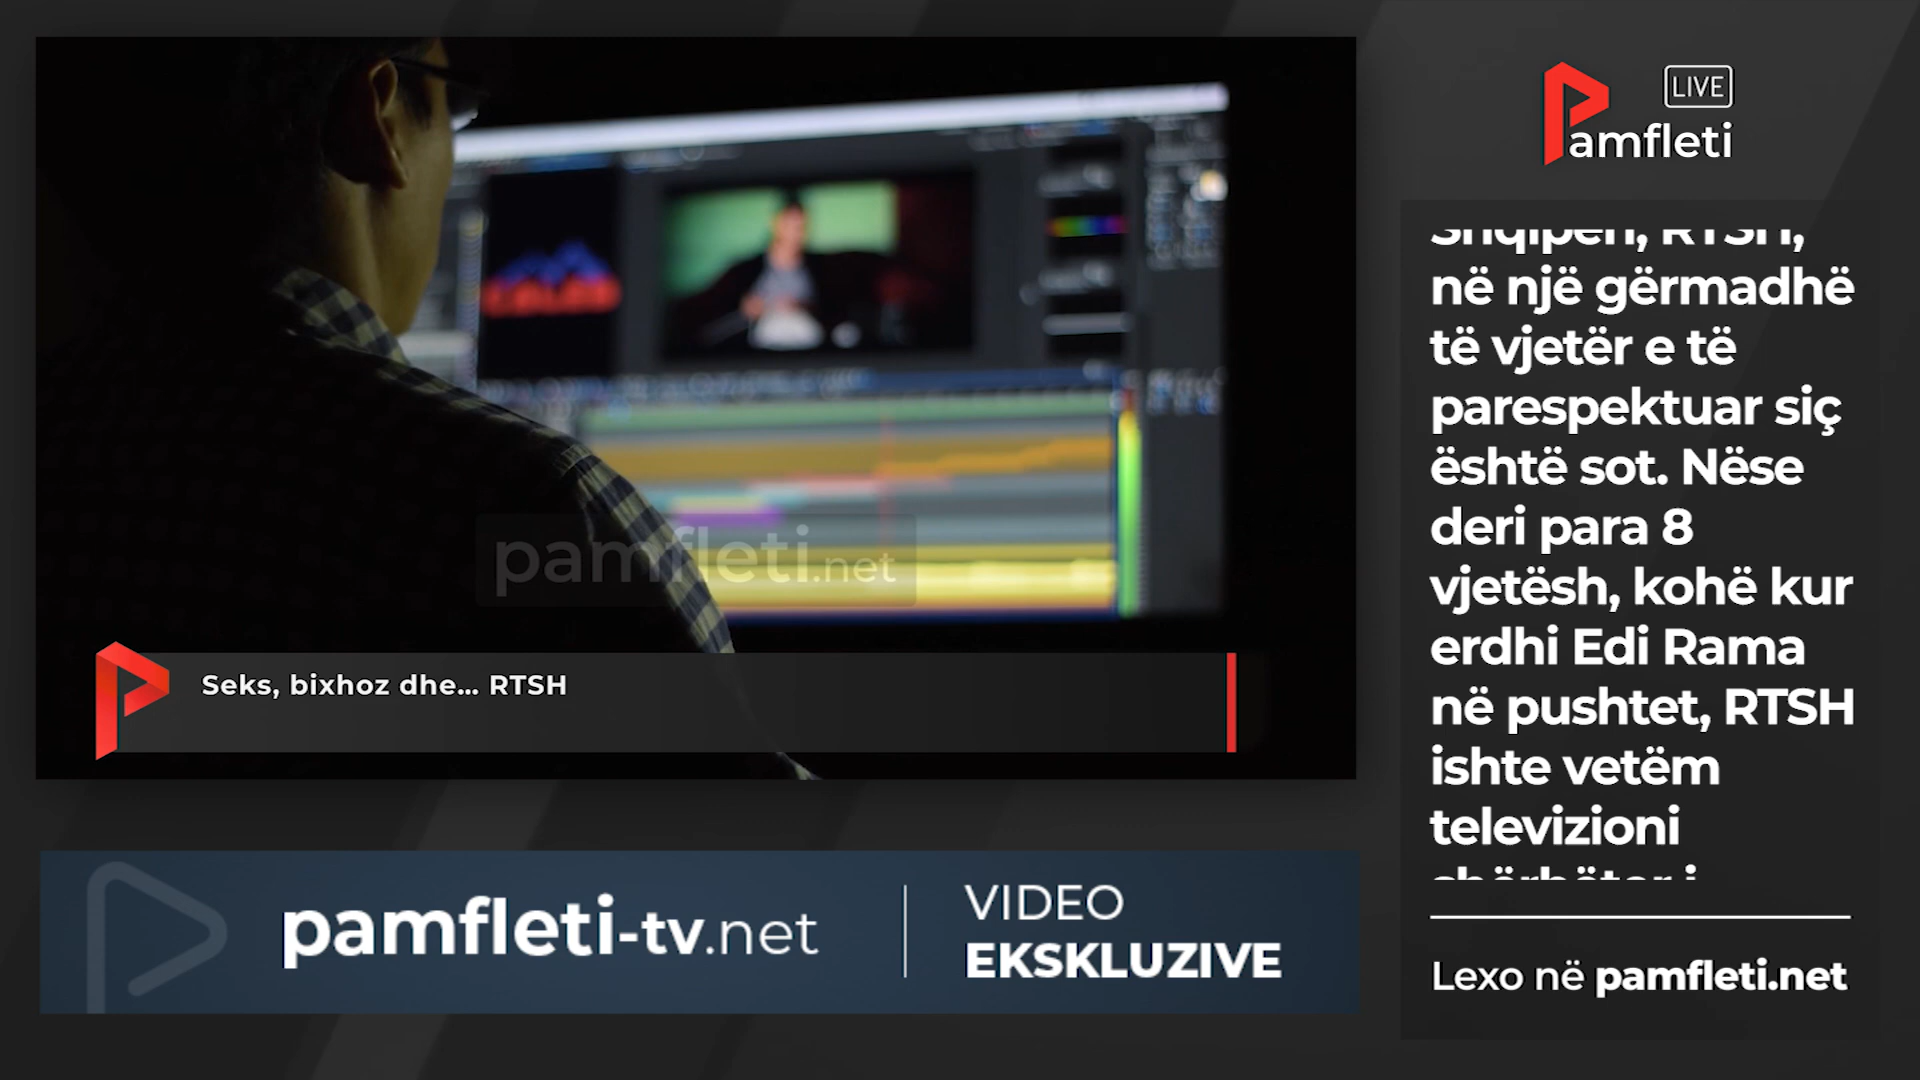 LIVE
Pamfleti
Shqipëri, RTSH,
në një gërmadhë
të vjetër e të
parespektuar siç
është sot. Nëse
deri para 8
vjetësh, kohë kur
erdhi Edi Rama
në pushtet, RTSH
ishte vetëm
televizioni
Lexo në pamfleti.net
pamfleti.net
Seks, bixhoz dhe... RTSH
pamfleti-tv.net
VIDEO
EKSKLUZIVE